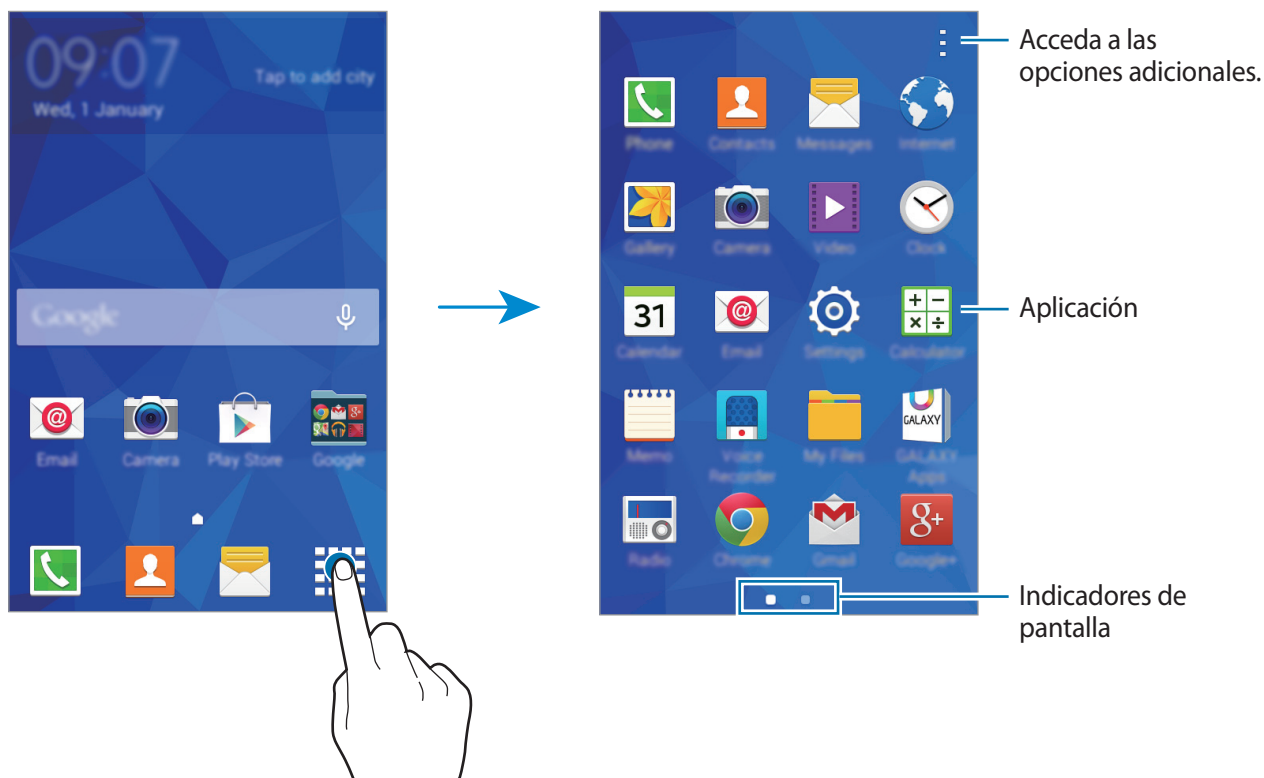 09:07
Tap to add city
Wed, 1 January
Google
Email
Camera
Play Store
Google
Acceda a las
opciones adicionales.
Phone
Contacts
Messages
Internet
Gallery
Camera
Video
Clock
31
Calendar
Email
Settings
Calculator
Aplicación
GALAXY
Memo
Voice
Recorder
My Files
GALAXY
Apps
8+
Radio
Chrome
Gmail
Google+
Indicadores de
pantalla